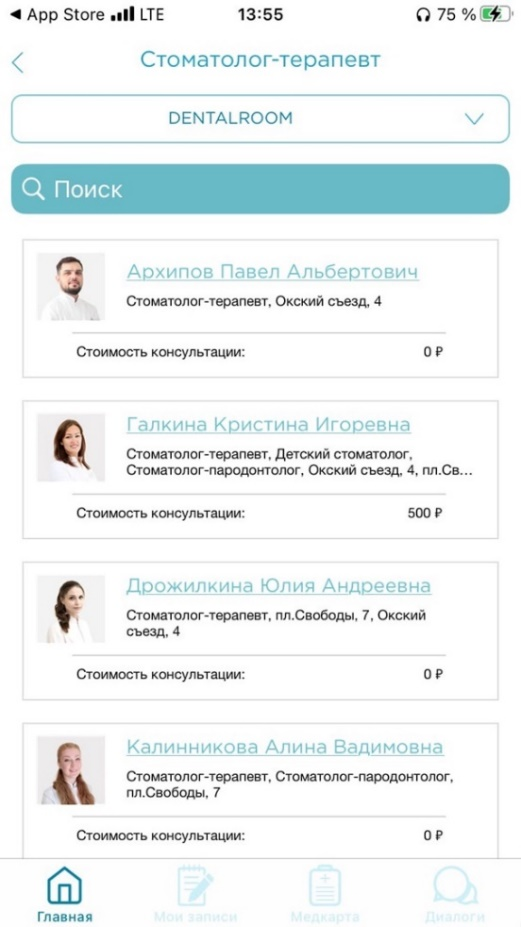 App Store LTE 13:55 75 %
Стоматолог-терапевт
DENTALROOM
Поиск
Архипов Павел Альбертович
Стоматолог-терапевт, Окский съезд, 4
Стоимость консультации: 0 ₽
Галкина Кристина Игоревна
Стоматолог-терапевт, Детский стоматолог,
Стоматолог-пародонтолог, Окский съезд, 4, пл.Св...
Стоимость консультации: 500 ₽
Дрожилкина Юлия Андреевна
Стоматолог-терапевт, пл.Свободы, 7, Окский
съезд, 4
Стоимость консультации: 0 ₽
Калинникова Алина Вадимовна
Стоматолог-терапевт, Стоматолог-пародонтолог,
пл.Свободы, 7
Стоимость консультации: 0 ₽
Главная Мои записи Медкарта Диалоги